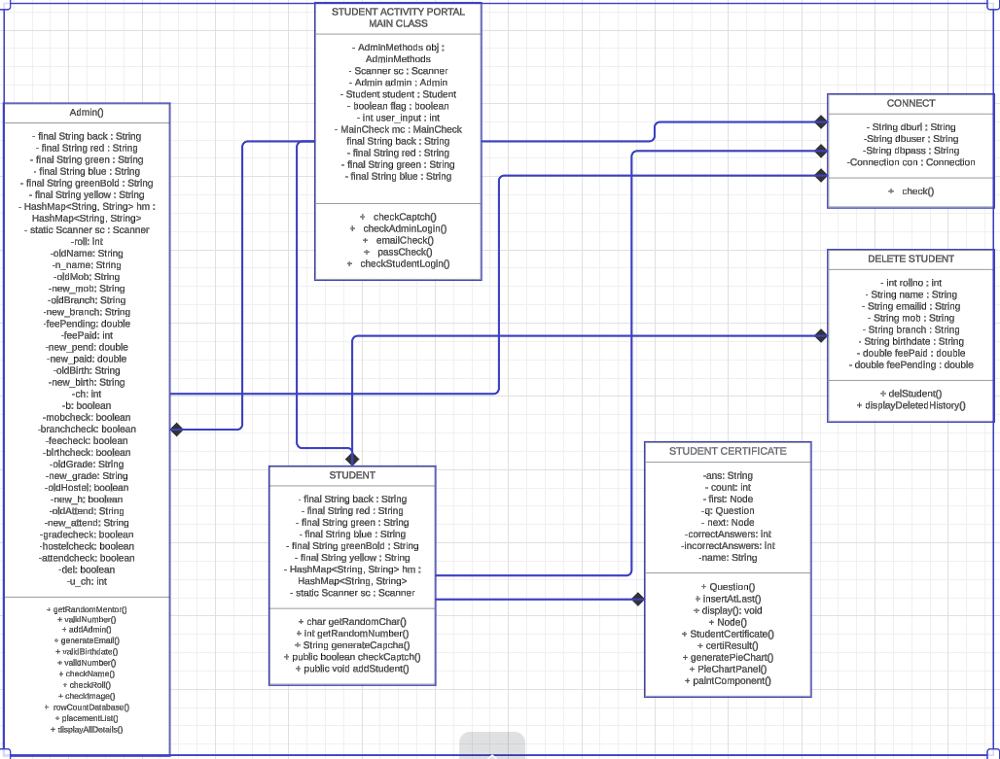 STUDENT ACTIVITY PORTAL
MAIN CLASS
- AdminMethods obj :
AdminMethods
- Scanner sc : Scanner
- Admin admin : Admin
- Student student : Student
- boolean flag : boolean
- int user_input : int
- MainCheck mc : MainCheck
final String back : String
- final String red : String
- final String green : String
- final String blue : String
+ checkCaptch()
+ checkAdminLogin()
+ emailCheck()
+ passCheck()
+ checkStudentLogin()
Admin()
- final String back : String
- final String red : String
- final String green : String
- final String blue : String
- final String greenBold : String
- final String yellow : String
- HashMap<String, String> hm :
HashMap<String, String>
- static Scanner sc : Scanner
-roll: int
-oldName: String
-n_name: String
-oldMob: String
-new_mob: String
-oldBranch: String
-new_branch: String
-feePending: double
-feePaid: int
-new_pend: double
-new_paid: double
-oldBirth: String
-new_birth: String
-ch: int
-b: boolean
-mobcheck: boolean
-branchcheck: boolean
-feecheck: boolean
-birthcheck: boolean
-oldGrade: String
-new_grade: String
-oldHostel: boolean
-new_h: boolean
-oldAttend: String
-new_attend: String
-gradecheck: boolean
-hostelcheck: boolean
-attendcheck: boolean
-del: boolean
-u_ch: int
+ getRandomMentor()
+ validNumber()
+ addAdmin()
+ generateEmail()
+ validBirthdate()
+ validNumber()
+ checkName()
+ checkRoll()
+ checkImage()
+ rowCountDatabase()
+ placementList()
+ displayAllDetails()
CONNECT
- String dburl : String
-String dbuser : String
-String dbpass : String
-Connection con : Connection
+ check()
DELETE STUDENT
- int rollno : int
- String name : String
- String emailid : String
- String mob : String
- String branch : String
- String birthdate : String
- double feePaid : double
- double feePending : double
+ delStudent()
+ displayDeletedHistory()
STUDENT
- final String back : String
- final String red : String
- final String green : String
- final String blue : String
- final String greenBold : String
- final String yellow : String
- HashMap<String, String> hm :
HashMap<String, String>
- static Scanner sc : Scanner
+ char getRandomChar()
+ int getRandomNumber()
+ String generateCapcha()
+ public boolean checkCaptch()
+ public void addStudent()
STUDENT CERTIFICATE
-ans: String
- count: int
- first: Node
-q: Question
- next: Node
-correctAnswers: int
-incorrectAnswers: int
-name: String
+ Question()
+ insertAtLast()
+ display(): void
+ Node()
+ StudentCertificate()
+ certiResult()
+ generatePieChart()
+ PieChartPanel()
+ paintComponent()